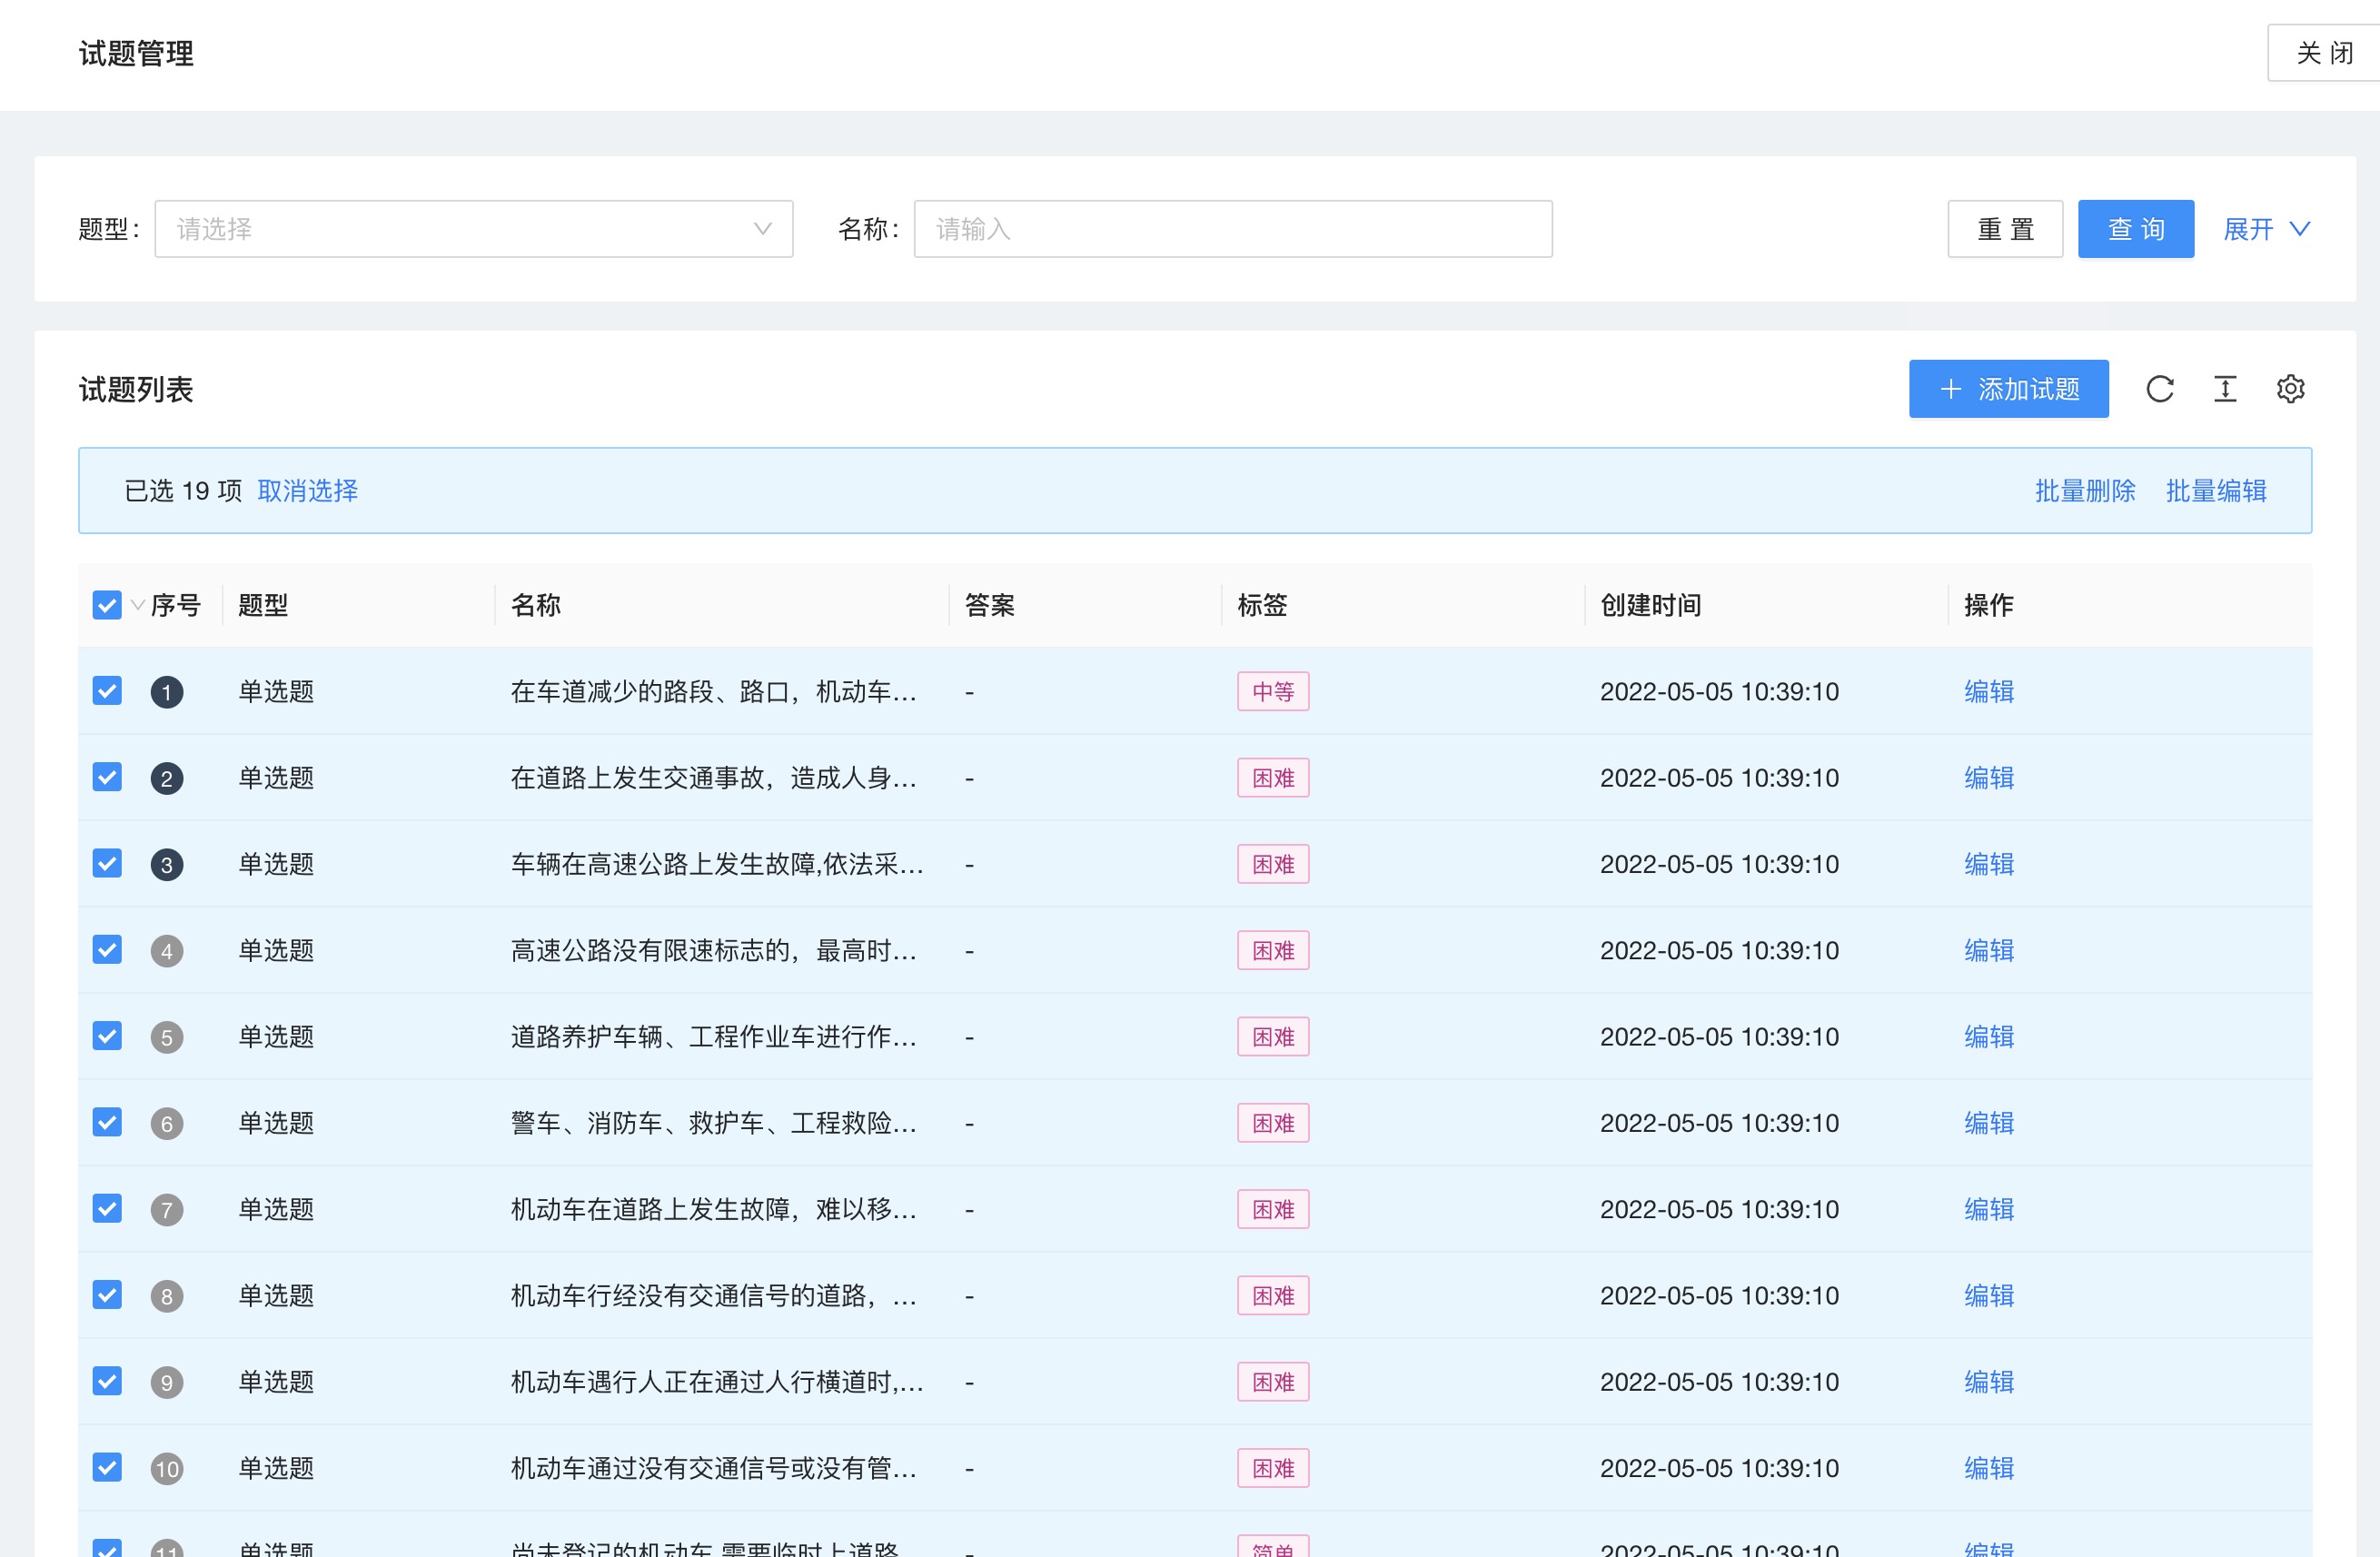 试题管理
关 闭
题型： 请选择 名称： 请输入 重 置 查 询 展开
试题列表 添加试题
已选 19 项 取消选择 批量删除 批量编辑
序号 题型 名称 答案 标签 创建时间 操作
1 单选题 在车道减少的路段、路口，机动车... - 中等 2022-05-05 10:39:10 编辑
2 单选题 在道路上发生交通事故，造成人身... - 困难 2022-05-05 10:39:10 编辑
3 单选题 车辆在高速公路上发生故障,依法采... - 困难 2022-05-05 10:39:10 编辑
4 单选题 高速公路没有限速标志的，最高时... - 困难 2022-05-05 10:39:10 编辑
5 单选题 道路养护车辆、工程作业车进行作... - 困难 2022-05-05 10:39:10 编辑
6 单选题 警车、消防车、救护车、工程救险... - 困难 2022-05-05 10:39:10 编辑
7 单选题 机动车在道路上发生故障，难以移... - 困难 2022-05-05 10:39:10 编辑
8 单选题 机动车行经没有交通信号的道路，... - 困难 2022-05-05 10:39:10 编辑
9 单选题 机动车遇行人正在通过人行横道时,... - 困难 2022-05-05 10:39:10 编辑
10 单选题 机动车通过没有交通信号或没有管... - 困难 2022-05-05 10:39:10 编辑
11 单选题 尚未登记的机动车,需要临时上道路... - 简单 2022-05-05 10:39:10 编辑